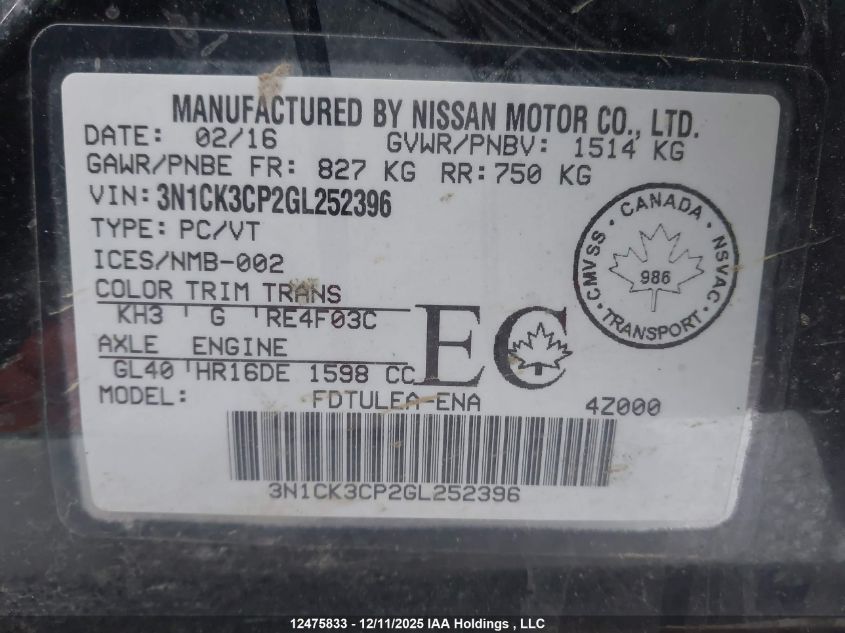 MANUFACTURED BY NISSAN MOTOR CO., LTD.
DATE: 02/16 GVWR/PNBV: 1514 KG
GAWR/PNBE FR: 827 KG RR: 750 KG
VIN: 3N1CK3CP2GL252396
TYPE: PC/VT
ICES/NMB-002
COLOR TRIM TRANS
KH3 G RE4F03C
AXLE ENGINE
GL40 HR16DE 1598 CC
EC
MODEL: FDTULEA-ENA 4Z000
3N1CK3CP2GL252396
CANADA
CMVSS · NSVAC
986
TRANSPORT
12475833 - 12/11/2025 IAA Holdings , LLC